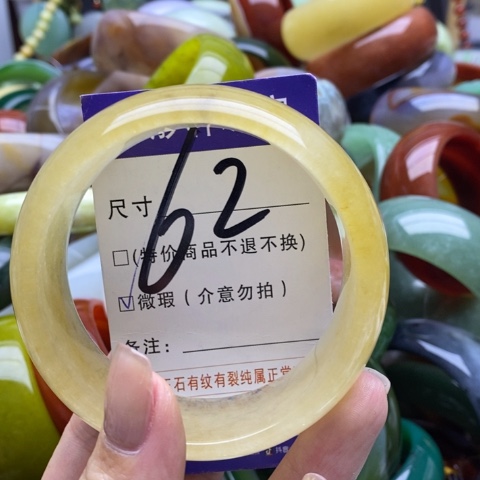 尺寸 62
□(特价商品不退不换)
☑微瑕(介意勿拍)
备注:
石有纹有裂纯属正常